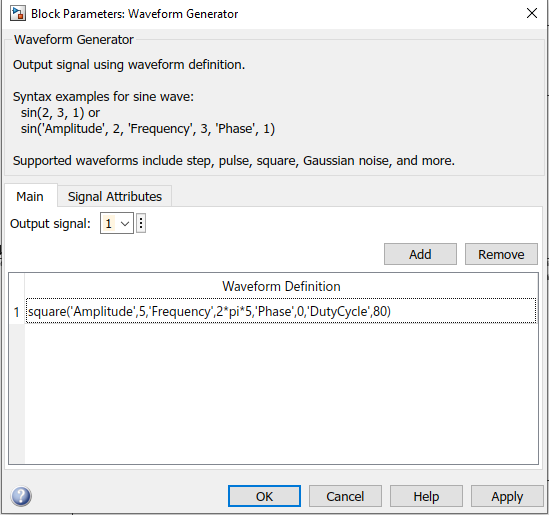 Block Parameters: Waveform Generator
Waveform Generator
Output signal using waveform definition.
Syntax examples for sine wave:
sin(2, 3, 1) or
sin('Amplitude', 2, 'Frequency', 3, 'Phase', 1)
Supported waveforms include step, pulse, square, Gaussian noise, and more.
Main Signal Attributes
Output signal: 1
Add Remove
Waveform Definition
1 square('Amplitude',5,'Frequency',2*pi*5,'Phase',0,'DutyCycle',80)
? OK Cancel Help Apply